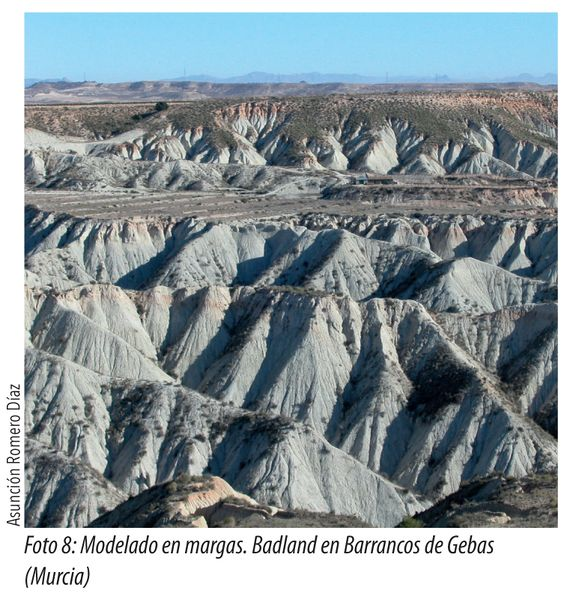 Asunción Romero Díaz
Foto 8: Modelado en margas. Badland en Barrancos de Gebas
(Murcia)